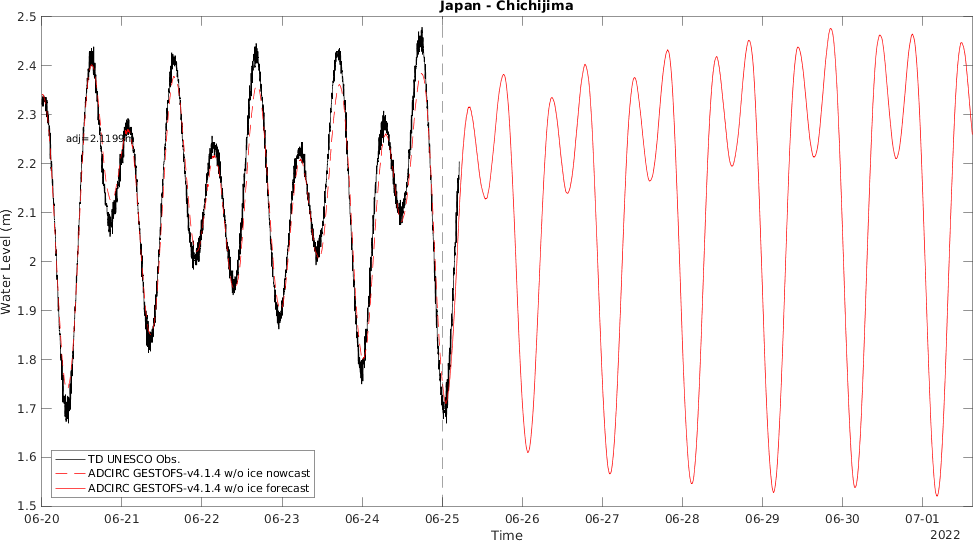 Japan - Chichijima
2.5
2.4
2.3
2.2
2.1
2
1.9
1.8
1.7
1.6
1.5
Water Level (m)
adj=2.1199m
TD UNESCO Obs.
ADCIRC GESTOFS-v4.1.4 w/o ice nowcast
ADCIRC GESTOFS-v4.1.4 w/o ice forecast
06-20 06-21 06-22 06-23 06-24 06-25 06-26 06-27 06-28 06-29 06-30 07-01
Time
2022